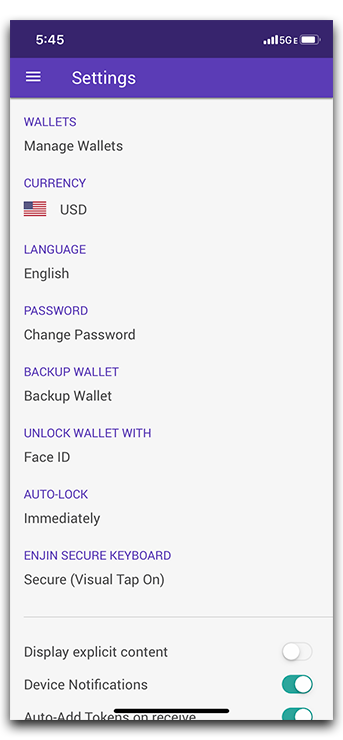 5:45
5GE
Settings
WALLETS
Manage Wallets
CURRENCY
USD
LANGUAGE
English
PASSWORD
Change Password
BACKUP WALLET
Backup Wallet
UNLOCK WALLET WITH
Face ID
AUTO-LOCK
Immediately
ENJIN SECURE KEYBOARD
Secure (Visual Tap On)
Display explicit content
Device Notifications
Auto-Add Tokens on receive